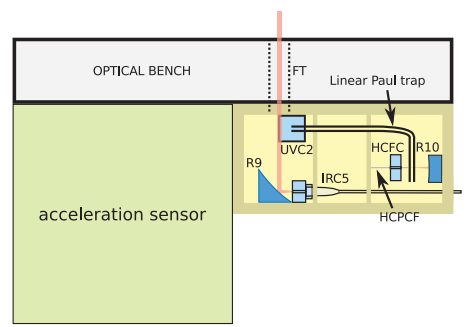 OPTICAL BENCH
FT
Linear Paul trap
UVC2
HCFC
R10
R9
IRC5
HCPCF
acceleration sensor